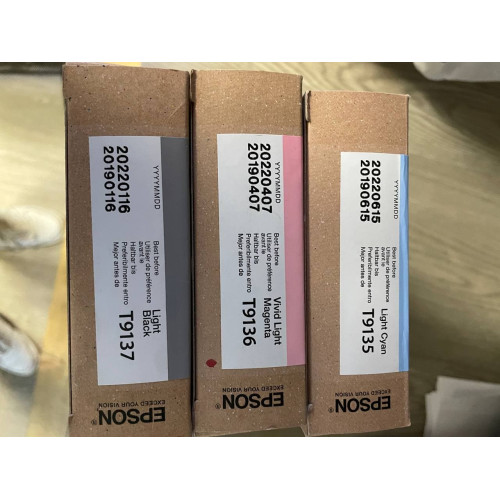 YYYYMMDD
20220116
20190116
Best before
Utiliser de préférence
avant le
Haltbar bis
Preferibilmente entro
Mejor antes de
Light
Black
T9137
EPSON®
EXCEED YOUR VISION
YYYYMMDD
20220407
20190407
Best before
Utiliser de préférence
avant le
Haltbar bis
Preferibilmente entro
Mejor antes de
Vivid Light
Magenta
T9136
EPSON®
EXCEED YOUR VISION
YYYYMMDD
20220615
20190615
Best before
Utiliser de préférence
avant le
Haltbar bis
Preferibilmente entro
Mejor antes de
Light Cyan
T9135
EPSON®
EXCEED YOUR VISION